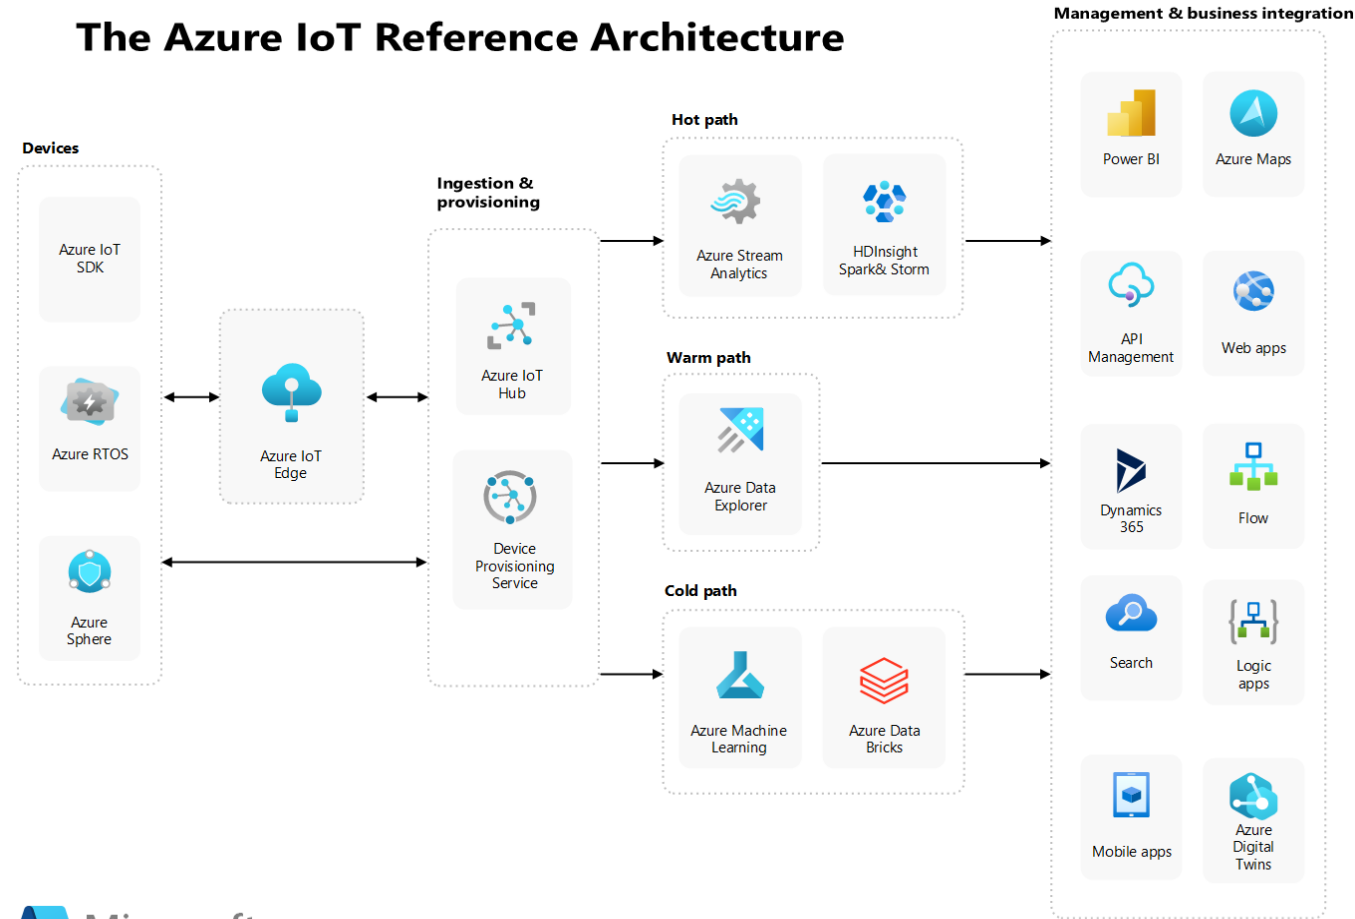 The Azure IoT Reference Architecture
Management & business integration
Devices
Azure IoT
SDK
Azure RTOS
Azure
Sphere
Azure IoT
Edge
Ingestion &
provisioning
Azure IoT
Hub
Device
Provisioning
Service
Hot path
Azure Stream
Analytics
HDInsight
Spark& Storm
Warm path
Azure Data
Explorer
Cold path
Azure Machine
Learning
Azure Data
Bricks
Power BI
Azure Maps
API
Management
Web apps
Dynamics
365
Flow
Search
Logic
apps
Mobile apps
Azure
Digital
Twins